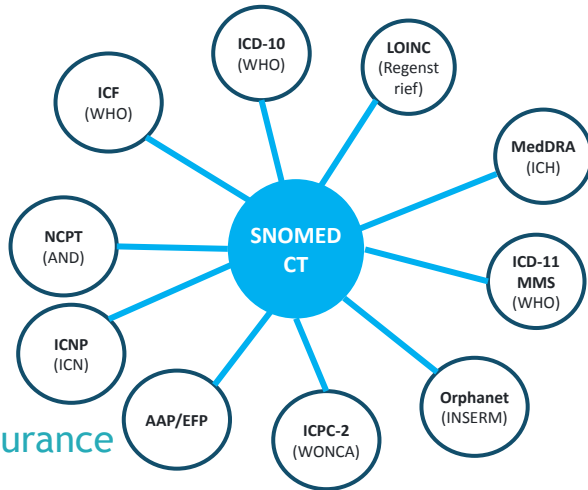 ICD-10
(WHO)
LOINC
(Regenst
rief)
ICF
(WHO)
MedDRA
(ICH)
SNOMED
CT
NCPT
(AND)
ICD-11
MMS
(WHO)
ICNP
(ICN)
Orphanet
(INSERM)
AAP/EFP
ICPC-2
(WONCA)
urance